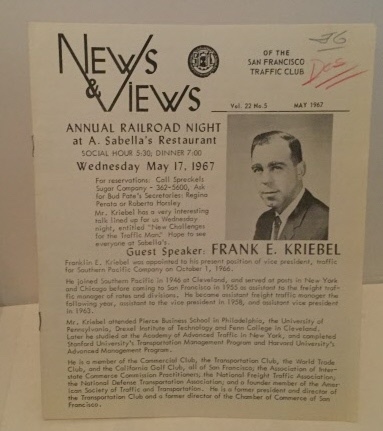 NEWS & VIEWS
OF THE
SAN FRANCISCO
TRAFFIC CLUB
Vol. 22 No. 5 MAY 1967
ANNUAL RAILROAD NIGHT
at A. Sabella's Restaurant
SOCIAL HOUR 5:30; DINNER 7:00
Wednesday May 17, 1967
For reservations: Call Spreckels
Sugar Company - 362-5600, Ask
for Bud Pate's Secretaries: Regina
Perata or Roberta Horsley
Mr. Kriebel has a very interesting
talk lined up for us Wednesday
night, entitled "New Challenges
for the Traffic Man." Hope to see
everyone at Sabella's.
Guest Speaker: FRANK E. KRIEBEL
Franklin E. Kriebel was appointed to his present position of vice president, traffic
for Southern Pacific Company on October 1, 1966.
He joined Southern Pacific in 1946 at Cleveland, and served at posts in New York
and Chicago before coming to San Francisco in 1955 as assistant to the freight traf-
fic manager of rates and divisions. He became assistant freight traffic manager the
following year, assistant to the vice president in 1958, and assistant vice president
in 1963.
Mr. Kriebel attended Pierce Business School in Philadelphia, the University of
Pennsylvania, Drexel Institute of Technology and Fenn College in Cleveland.
Later he studied at the Academy of Advanced Traffic in New York, and completed
Stanford University's Transportation Management Program and Harvard University's
Advanced Management Program.
He is a member of the Commercial Club, the Transportation Club, the World Trade
Club, and the California Golf Club, all of San Francisco; the Association of Inter-
state Commerce Commission Practitioners; the National Freight Traffic Association,
the National Defense Transportation Association; and a founder member of the Amer-
ican Society of Traffic and Transportation. He is a former president and director of
the Transportation Club and a former director of the Chamber of Commerce of San
Francisco.